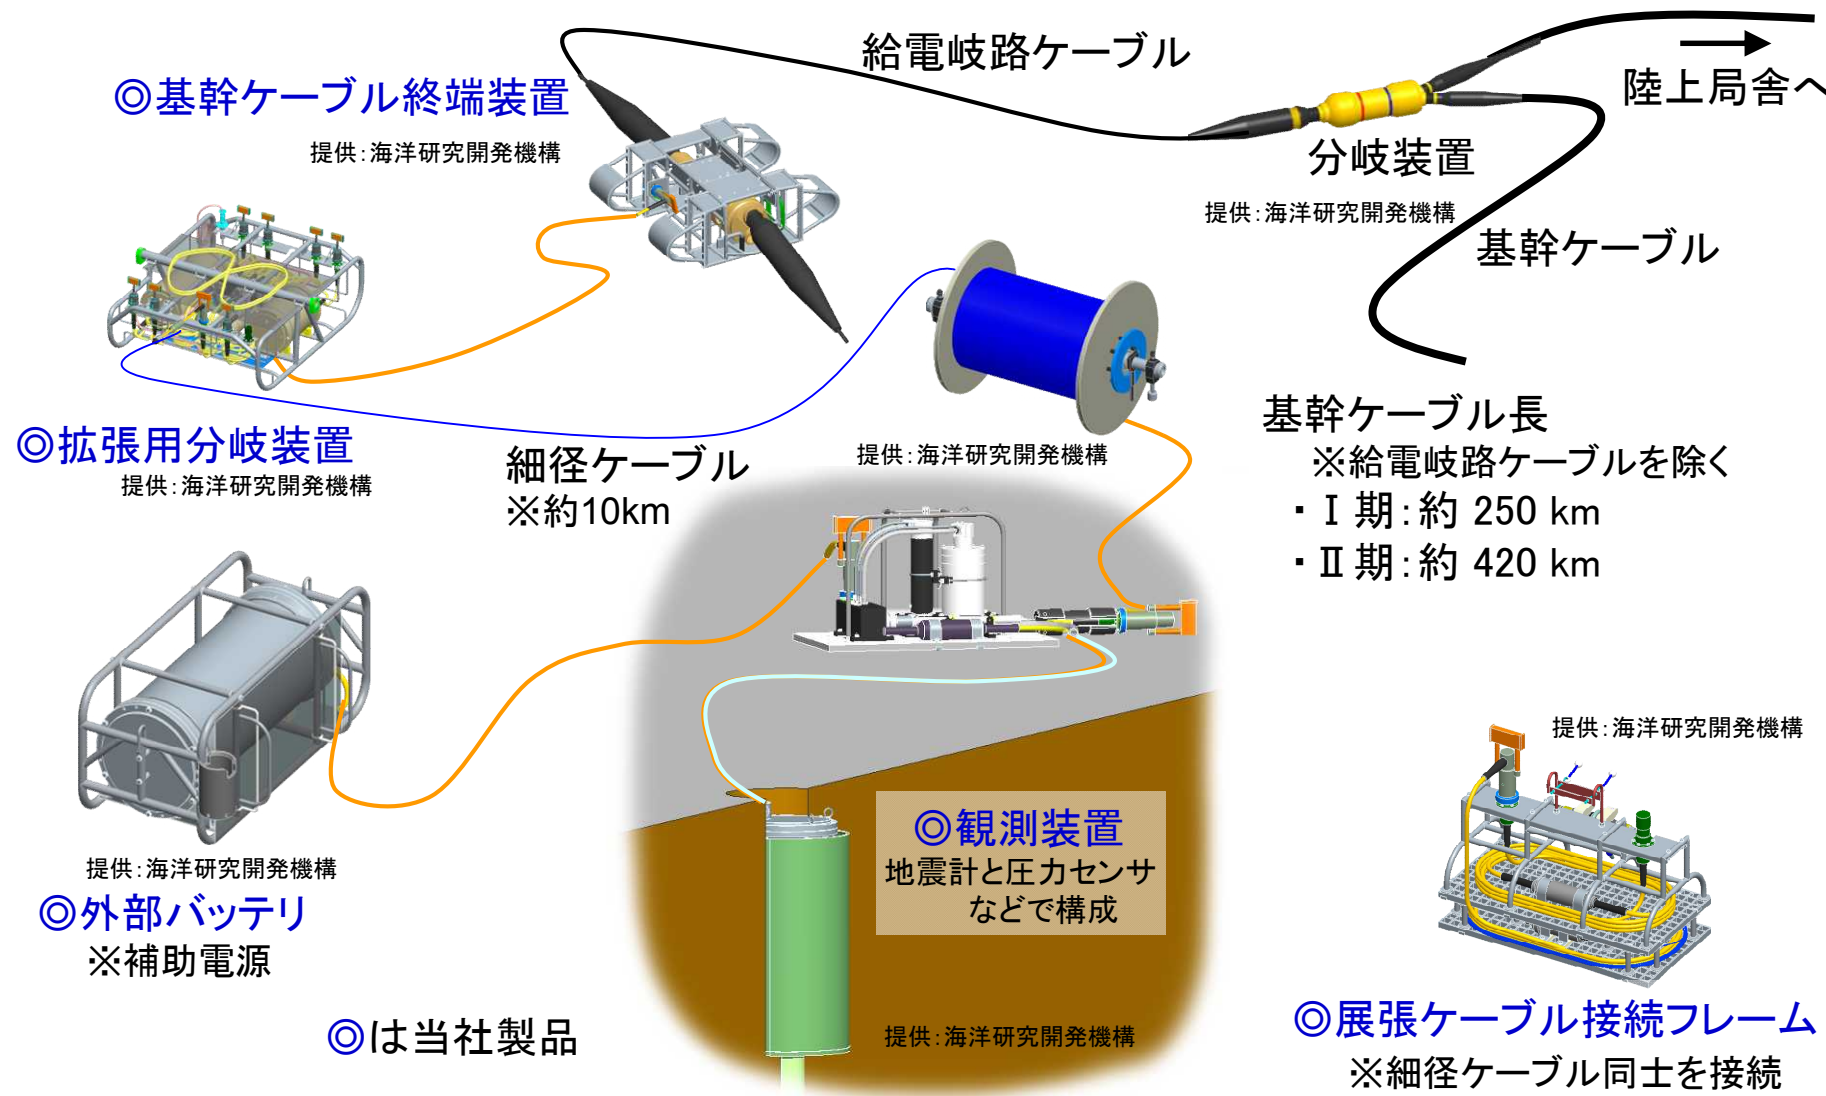 給電岐路ケーブル
◎基幹ケーブル終端装置
提供：海洋研究開発機構
陸上局舎へ
分岐装置
提供：海洋研究開発機構
基幹ケーブル
◎拡張用分岐装置
提供：海洋研究開発機構
細径ケーブル
※約10km
提供：海洋研究開発機構
基幹ケーブル長
※給電岐路ケーブルを除く
・Ⅰ期：約 250 km
・Ⅱ期：約 420 km
提供：海洋研究開発機構
◎外部バッテリ
※補助電源
◎観測装置
地震計と圧力センサ
などで構成
提供：海洋研究開発機構
提供：海洋研究開発機構
◎展張ケーブル接続フレーム
※細径ケーブル同士を接続
◎は当社製品